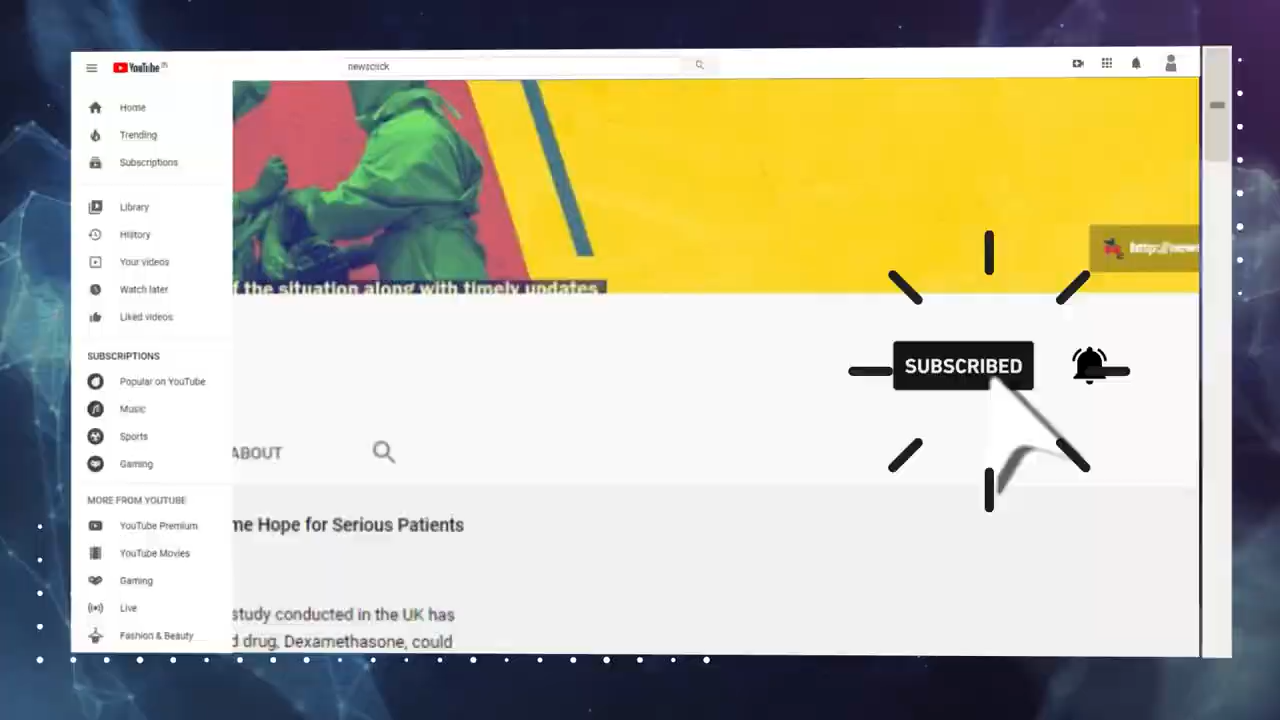 YouTube
newsclick
Home
Trending
Subscriptions
Library
History
Your videos
Watch later
Liked videos
SUBSCRIPTIONS
Popular on YouTube
Music
Sports
Gaming
MORE FROM YOUTUBE
YouTube Premium
YouTube Movies
Gaming
Live
Fashion & Beauty
f the situation along with timely updates.
http://news
SUBSCRIBED
ABOUT
me Hope for Serious Patients
study conducted in the UK has
d drug, Dexamethasone, could